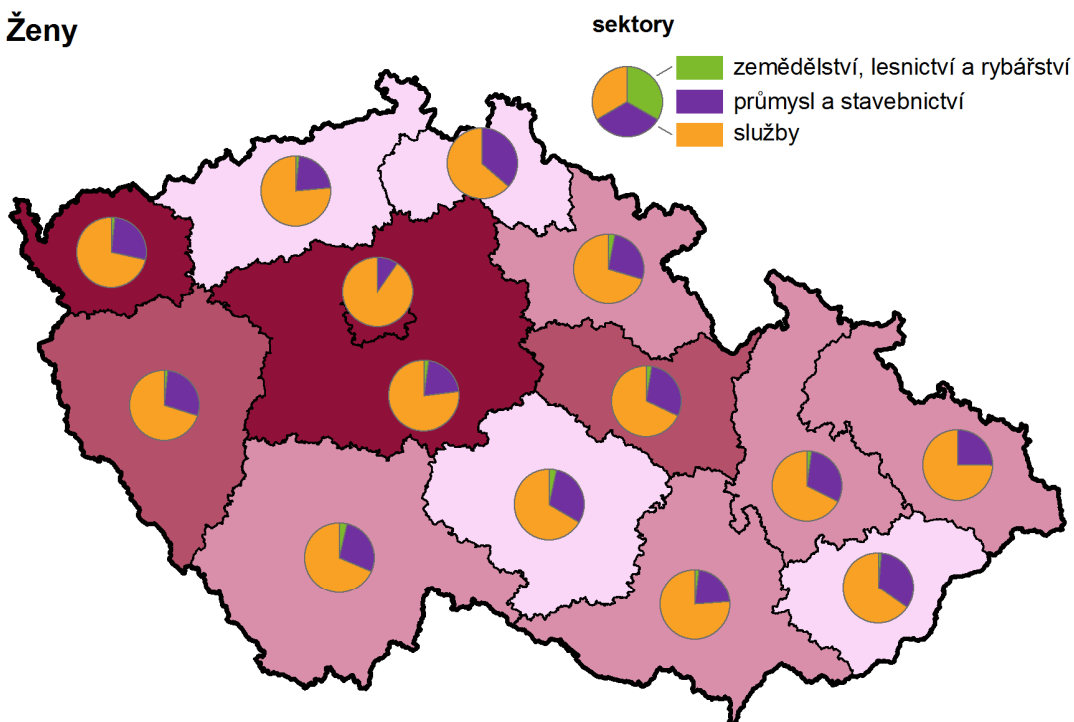 Ženy
sektory
zemědělství, lesnictví a rybářství
průmysl a stavebnictví
služby